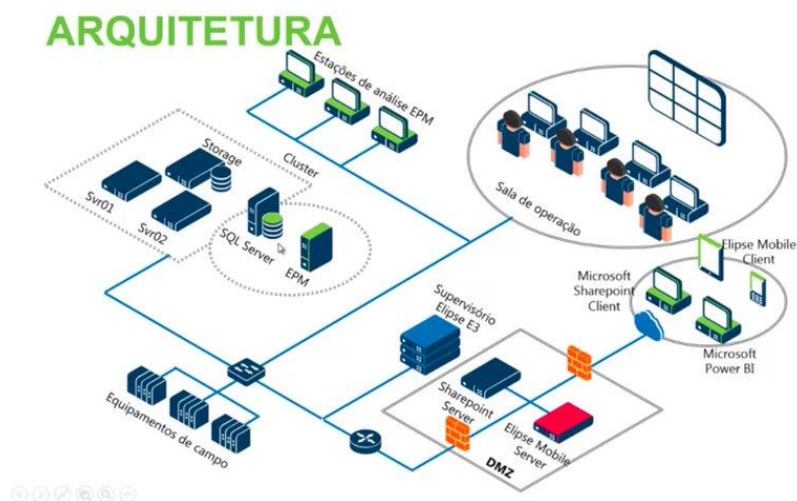 ARQUITETURA
Estações de análise EPM
Storage
Cluster
Svr01
Svr02
SQL Server
EPM
Sala de operação
Elipse Mobile
Client
Microsoft
Sharepoint
Client
Microsoft
Power BI
Supervisório
Elipse E3
Sharepoint
Server
Elipse Mobile
Server
DMZ
Equipamentos de campo